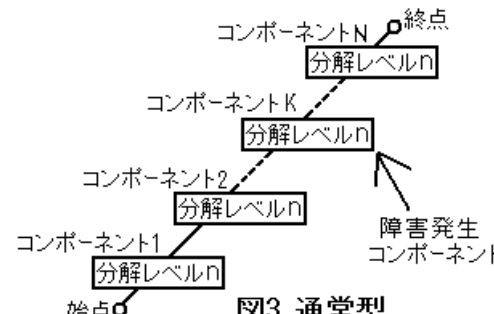 コンポーネントN
終点
分解レベルn
コンポーネントK
分解レベルn
コンポーネント2
分解レベルn
障害発生
コンポーネント
コンポーネント1
分解レベルn
始点
図3 通常型